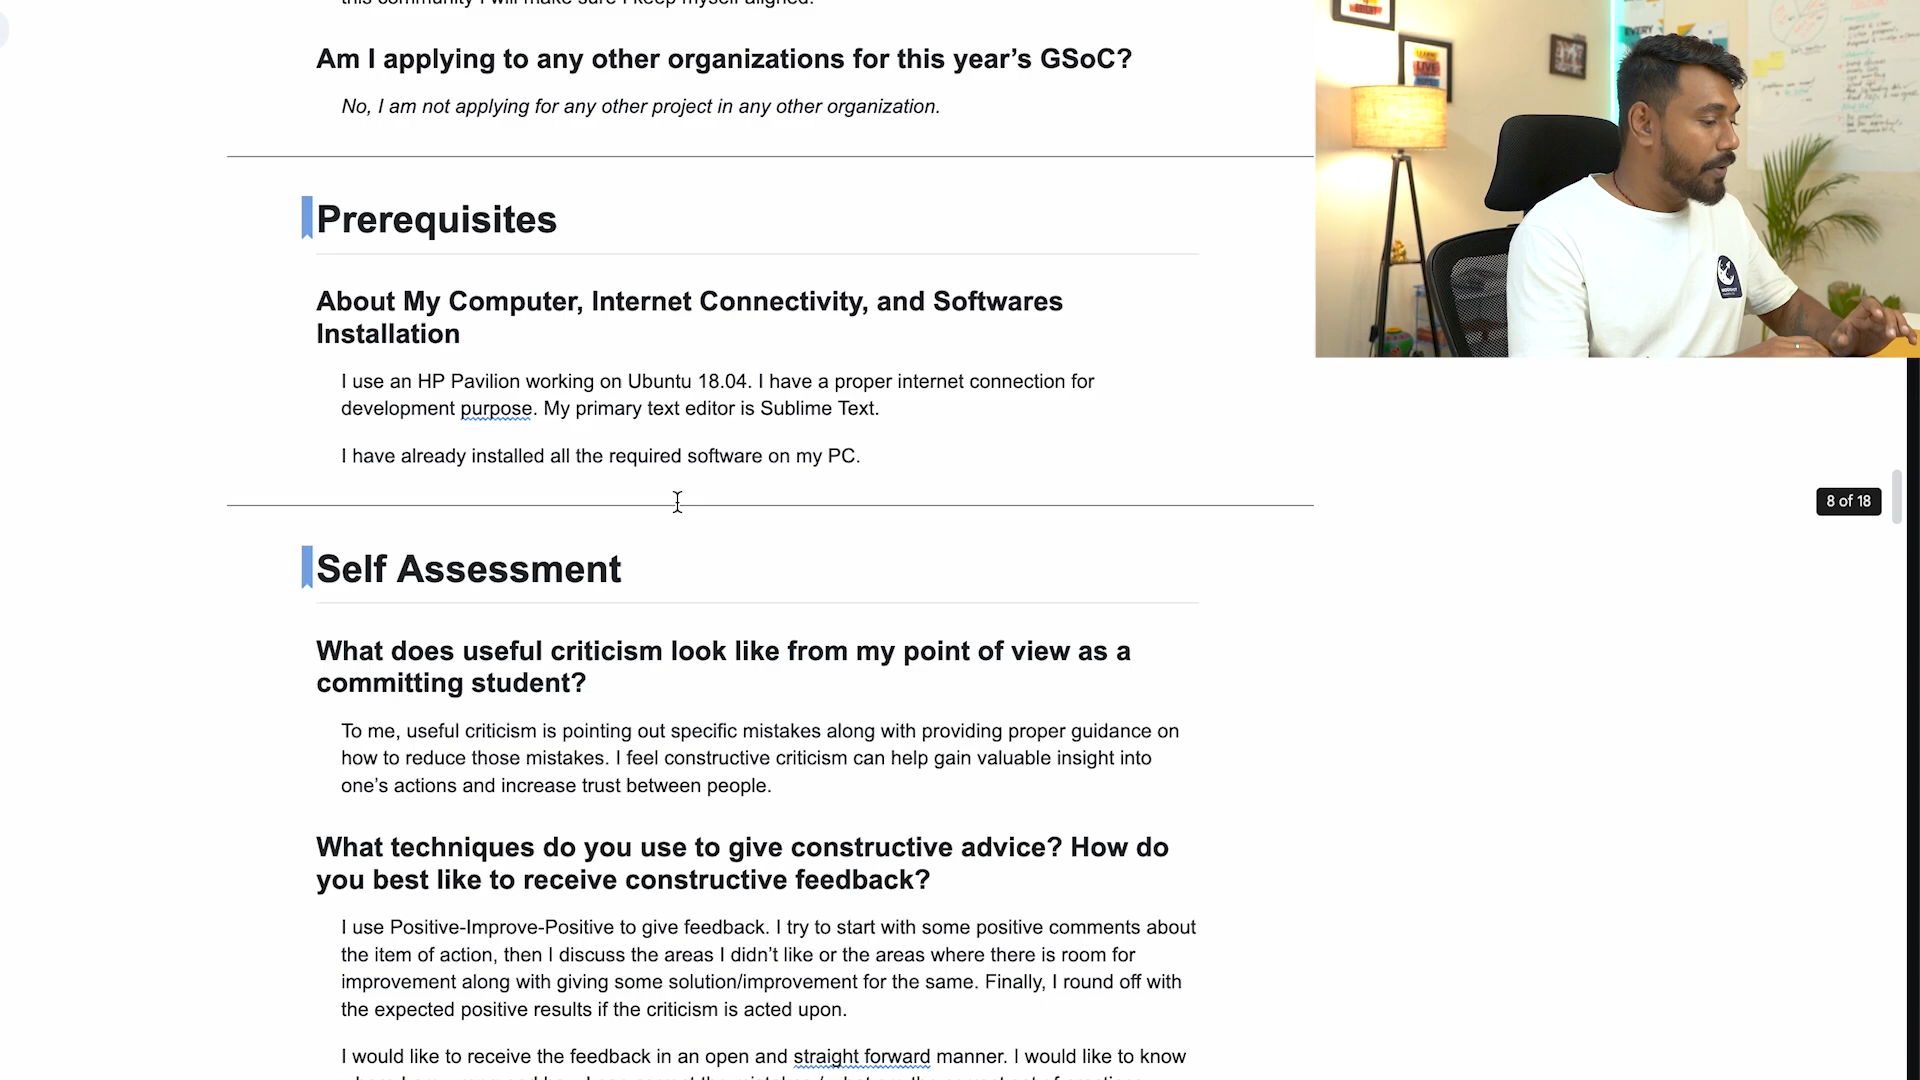 this community I will make sure I keep myself aligned.
Am I applying to any other organizations for this year’s GSoC?
No, I am not applying for any other project in any other organization.
Prerequisites
About My Computer, Internet Connectivity, and Softwares
Installation
I use an HP Pavilion working on Ubuntu 18.04. I have a proper internet connection for
development purpose. My primary text editor is Sublime Text.
I have already installed all the required software on my PC.
8 of 18
Self Assessment
What does useful criticism look like from my point of view as a
committing student?
To me, useful criticism is pointing out specific mistakes along with providing proper guidance on
how to reduce those mistakes. I feel constructive criticism can help gain valuable insight into
one’s actions and increase trust between people.
What techniques do you use to give constructive advice? How do
you best like to receive constructive feedback?
I use Positive-Improve-Positive to give feedback. I try to start with some positive comments about
the item of action, then I discuss the areas I didn’t like or the areas where there is room for
improvement along with giving some solution/improvement for the same. Finally, I round off with
the expected positive results if the criticism is acted upon.
I would like to receive the feedback in an open and straight forward manner. I would like to know
EVERY
LIVE